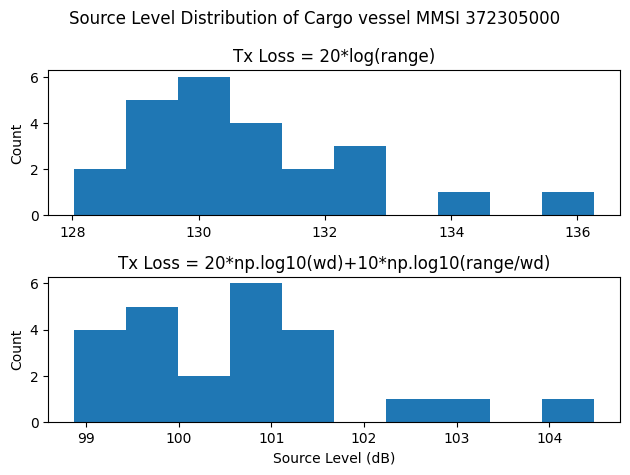 Source Level Distribution of Cargo vessel MMSI 372305000
Tx Loss = 20*log(range)
6
4
2
0
Count
128 130 132 134 136
Tx Loss = 20*np.log10(wd)+10*np.log10(range/wd)
6
4
2
0
Count
99 100 101 102 103 104
Source Level (dB)